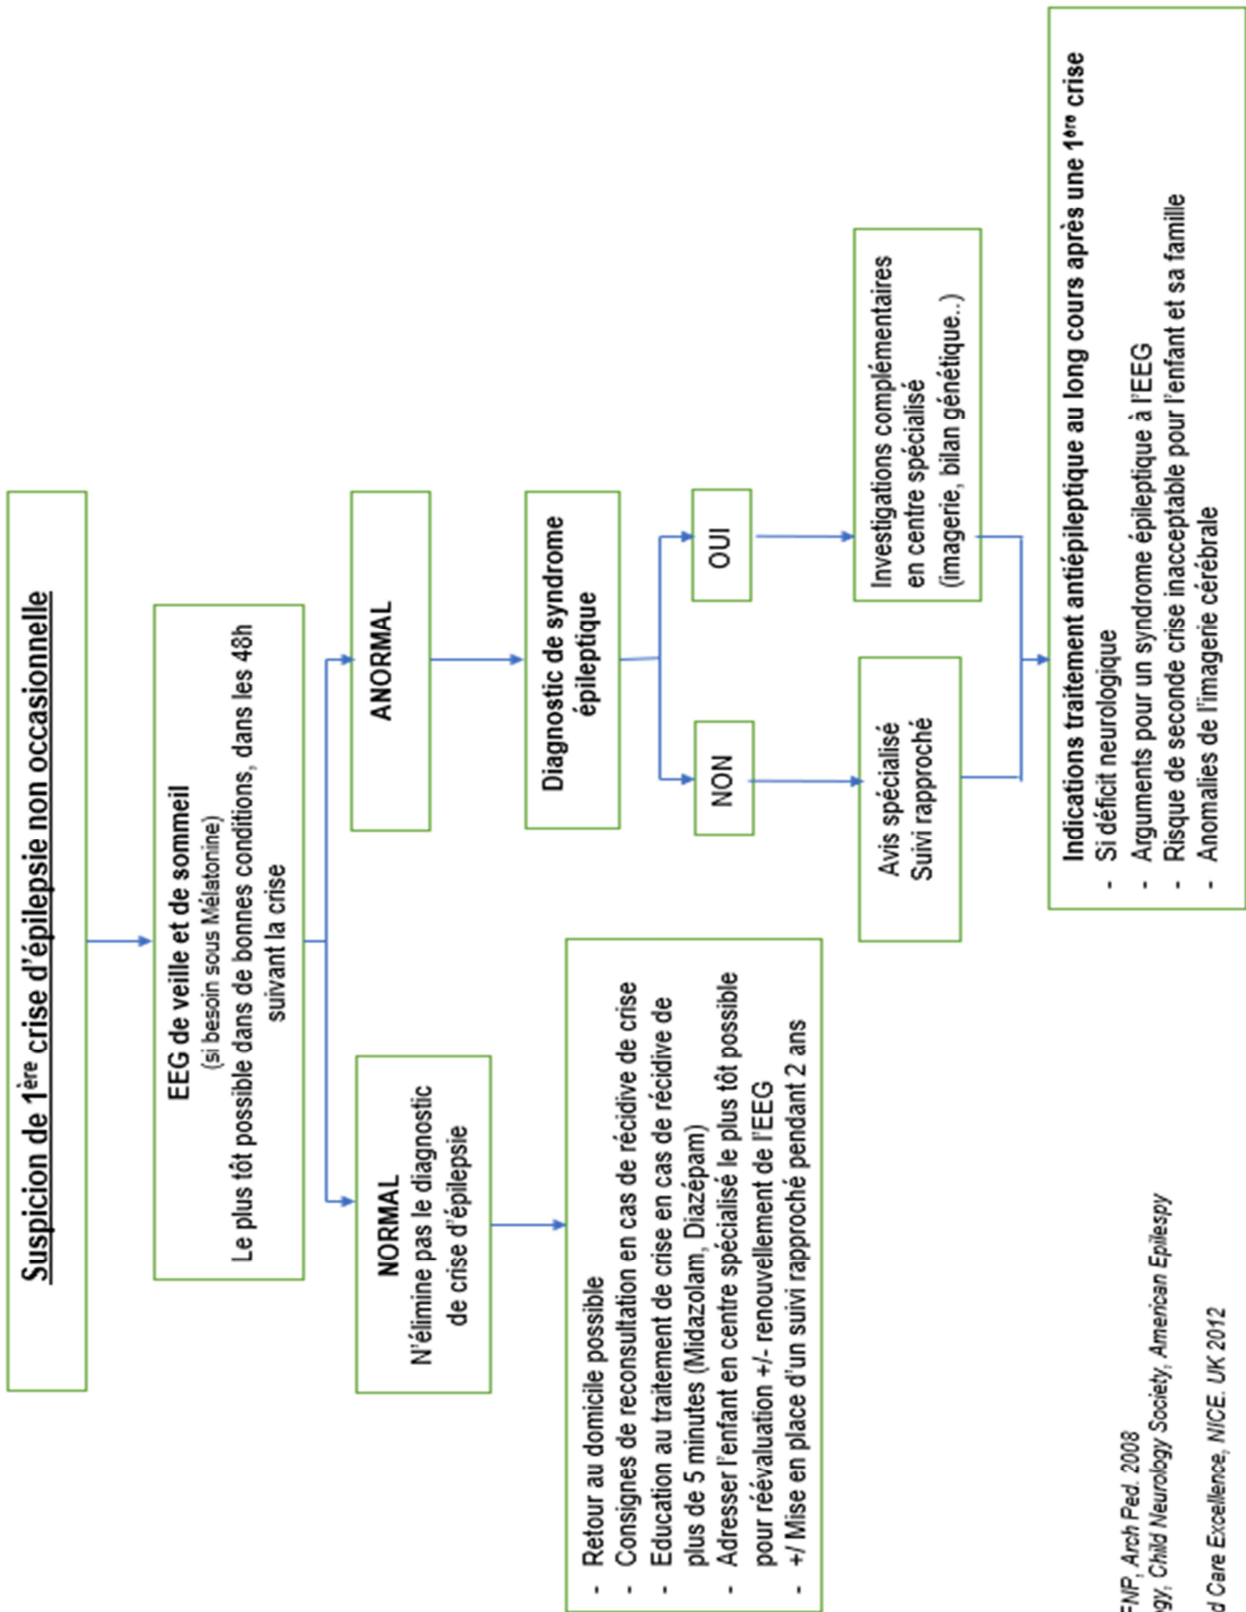 Suspicion de 1ère crise d'épilepsie non occasionnelle
EEG de veille et de sommeil
(si besoin sous Mélatonine)
Le plus tôt possible dans de bonnes conditions, dans les 48h
suivant la crise
NORMAL
N'élimine pas le diagnostic
de crise d'épilepsie
ANORMAL
- Retour au domicile possible
- Consignes de reconsultation en cas de récidive de crise
- Education au traitement de crise en cas de récidive de
plus de 5 minutes (Midazolam, Diazépam)
- Adresser l'enfant en centre spécialisé le plus tôt possible
pour réévaluation +/- renouvellement de l'EEG
- +/ Mise en place d'un suivi rapproché pendant 2 ans
Diagnostic de syndrome
épileptique
NON
OUI
Avis spécialisé
Suivi rapproché
Investigations complémentaires
en centre spécialisé
(imagerie, bilan génétique..)
Indications traitement antiépileptique au long cours après une 1ère crise
- Si déficit neurologique
- Arguments pour un syndrome épileptique à l'EEG
- Risque de seconde crise inacceptable pour l'enfant et sa famille
- Anomalies de l'imagerie cérébrale
FNP, Arch Ped. 2008
gy, Child Neurology Society, American Epilespy
d Care Excellence, NICE. UK 2012